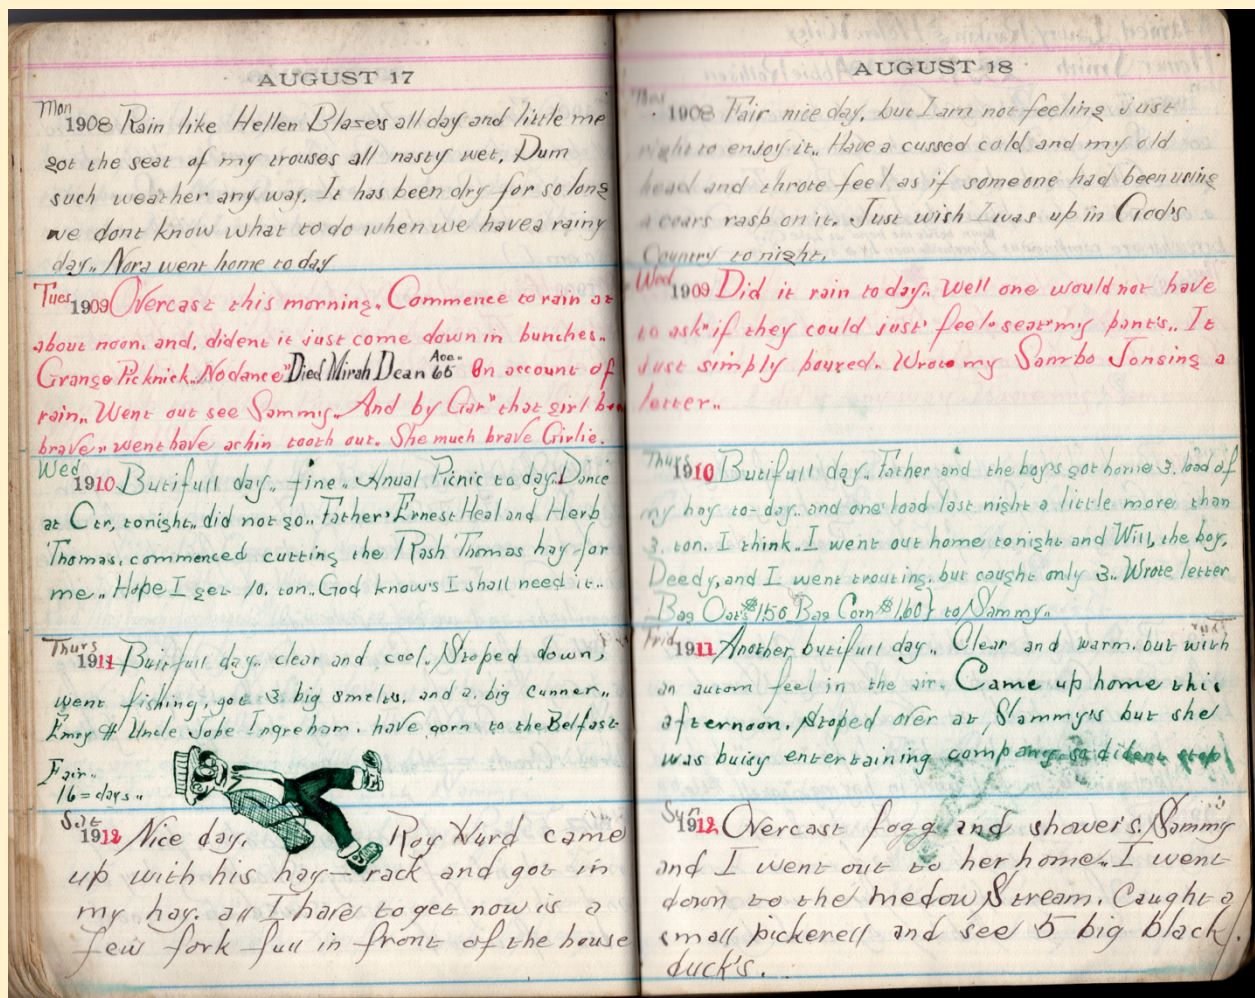 AUGUST 17
Mon
1908 Rain like Hellen Blazes all day and little me
got the seat of my trouses all nasty wet, Dum
such weather any way. It has been dry for so long
we dont know what to do when we have a rainy
day.. Nora went home to day
Tues
1909 Overcast this morning. Commence to rain at
about noon. and, dident it just come down in bunches..
Grange Picknick.. No dance" Died Mirah Dean Age.. 65 On account of
rain.. Went out see Sammy. And by Gar" that girl
brave" went have achin tooth out. She much brave Girlie.
Wed
1910 Butifull day.. fine.. Anual Picnic to day.. Dance
at Ctr, tonight.. did not go.. Father, Ernest Heal and Herb
Thomas, commenced cutting the Rash Thomas hay for
me.. Hope I get 10. ton.. God know's I shall need it..
Thurs
1911 Butifull day.. clear and cool.. Stoped down,
went fishing, got 3 big smelts, and a, big cunner..
Emry & Uncle Jobe Ingreham. have gorn to the Belfast
Fair..
16 = days..
Sat
1912 Nice day. Roy Hurd came
up with his hay-rack and got in
my hay. all I have to get now is a
few fork full in front of the house
AUGUST 18
Tues
1908 Fair nice day, but I am not feeling just
right to enjoy it.. Have a cussed cold and my old
head and throte feel as if someone had been using
a coars rasp on it. Just wish I was up in God's
Country to night.
Wed
1909 Did it rain to day.. Well one would not have
to ask" if they could just' feel" seat" my pant's.. It
Just simply poured. Wrote my Sambo Jonsing a
letter..
Thurs
1910 Butifull day. Father and the boy's got home 3. load of
my hay to-day. and one load last night a little more than
3. ton. I think. I went out home tonight and Will, the boy,
Deedy, and I went trouting. but caught only 3.. Wrote letter
Bag Oats $1.50 Bag Corn $1.60} to Sammy..
Frid
1911 Another butifull day.. Clear and warm. but with
an autom feel in the air. Came up home this
afternoon. Stoped over at Sammy's but she
was buisy entertaining company so dident stop
Sun
1912 Overcast fogg and shower's. Sammy
and I went out to her home.. I went
down to the medow Stream. Caught a
small pickerell and see 5 big black
duck's.